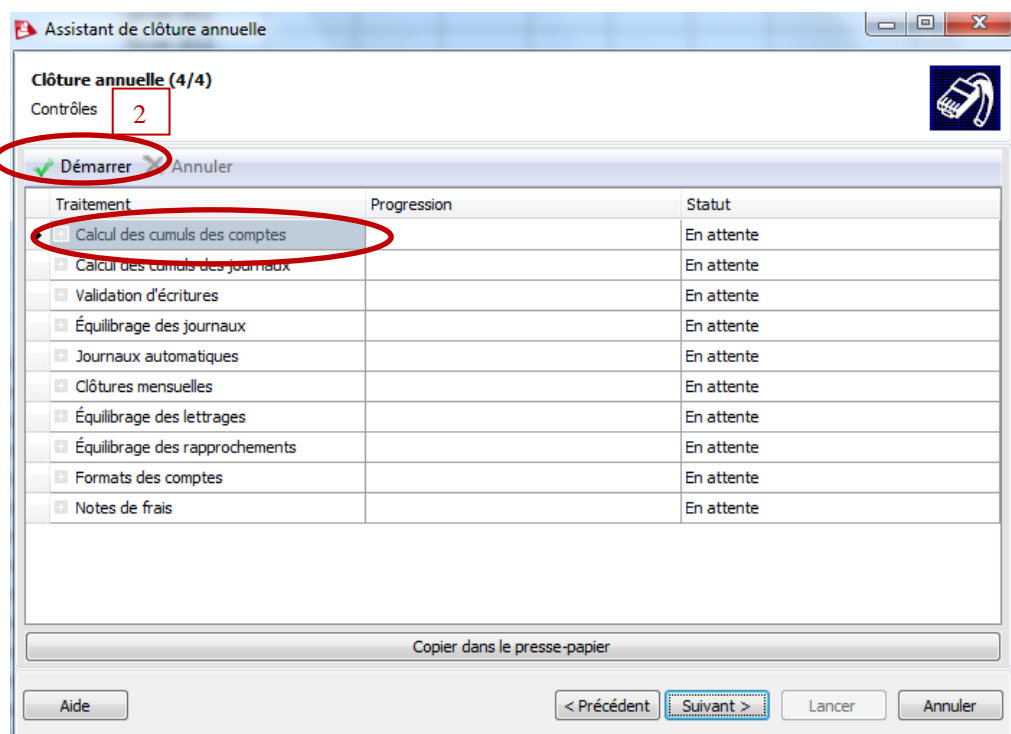 Assistant de clôture annuelle
Clôture annuelle (4/4)
Contrôles
2
Démarrer Annuler
Traitement Progression Statut
Calcul des cumuls des comptes En attente
Calcul des cumuls des journaux En attente
Validation d'écritures En attente
Équilibrage des journaux En attente
Journaux automatiques En attente
Clôtures mensuelles En attente
Équilibrage des lettrages En attente
Équilibrage des rapprochements En attente
Formats des comptes En attente
Notes de frais En attente
Copier dans le presse-papier
Aide < Précédent Suivant > Lancer Annuler